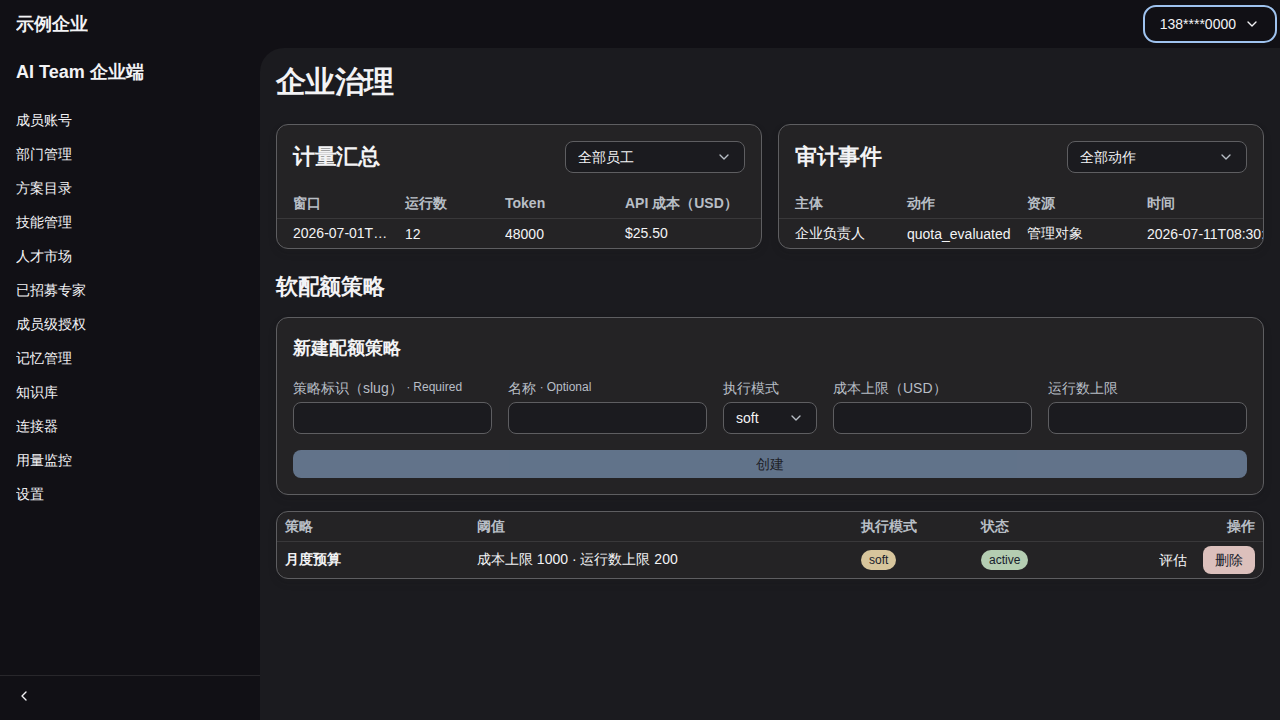 示例企业
138****0000
AI Team 企业端
成员账号
部门管理
方案目录
技能管理
人才市场
已招募专家
成员级授权
记忆管理
知识库
连接器
用量监控
设置
企业治理
计量汇总
全部员工
窗口 运行数 Token API 成本（USD）
2026-07-01T… 12 48000 $25.50
审计事件
全部动作
主体 动作 资源 时间
企业负责人 quota_evaluated 管理对象 2026-07-11T08:30:
软配额策略
新建配额策略
策略标识（slug） · Required 名称 · Optional 执行模式 成本上限（USD） 运行数上限
soft
创建
策略 阈值 执行模式 状态 操作
月度预算 成本上限 1000 · 运行数上限 200 soft active 评估 删除